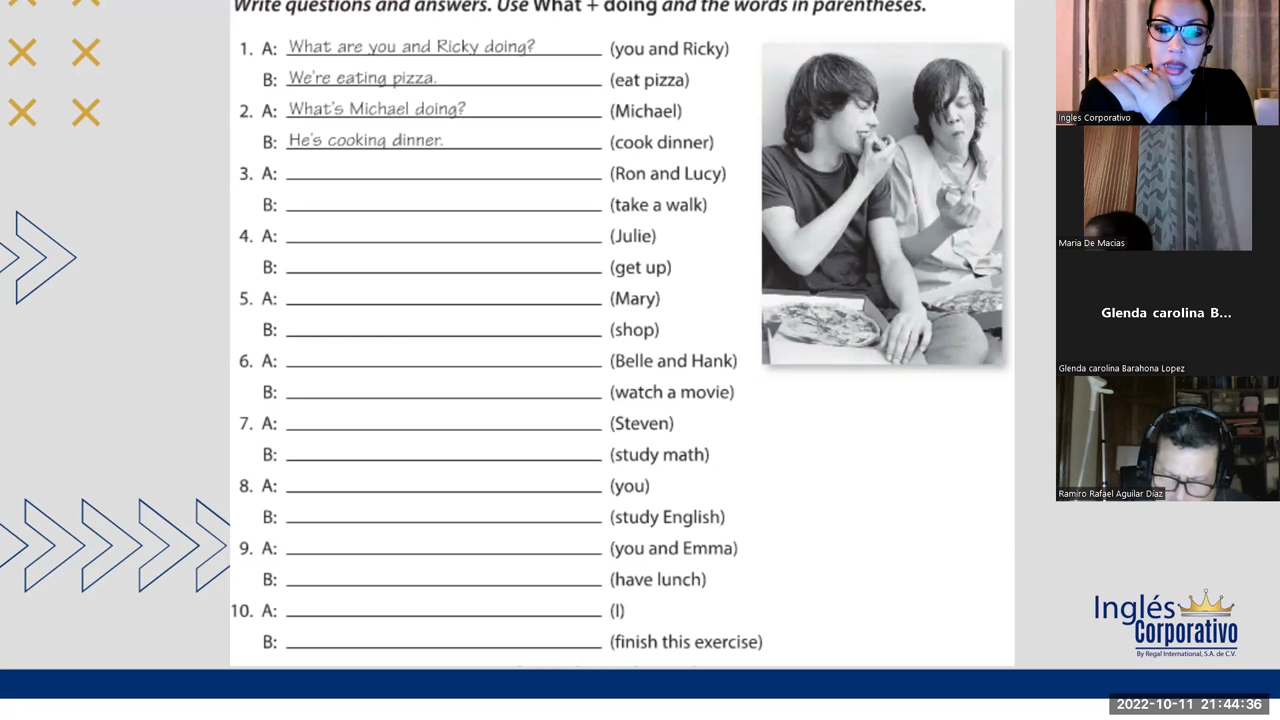 Write questions and answers. Use What + doing and the words in parentheses.
1. A: What are you and Ricky doing? (you and Ricky)
B: We're eating pizza. (eat pizza)
2. A: What's Michael doing? (Michael)
B: He's cooking dinner. (cook dinner)
3. A: (Ron and Lucy)
B: (take a walk)
4. A: (Julie)
B: (get up)
5. A: (Mary)
B: (shop)
6. A: (Belle and Hank)
B: (watch a movie)
7. A: (Steven)
B: (study math)
8. A: (you)
B: (study English)
9. A: (you and Emma)
B: (have lunch)
10. A: (I)
B: (finish this exercise)
Ingles Corporativo
Maria De Macias
Glenda carolina B...
Glenda carolina Barahona Lopez
Ramiro Rafael Aguilar Diaz
Inglés
Corporativo
By Regal International, S.A. de C.V.
2022-10-11 21:44:36